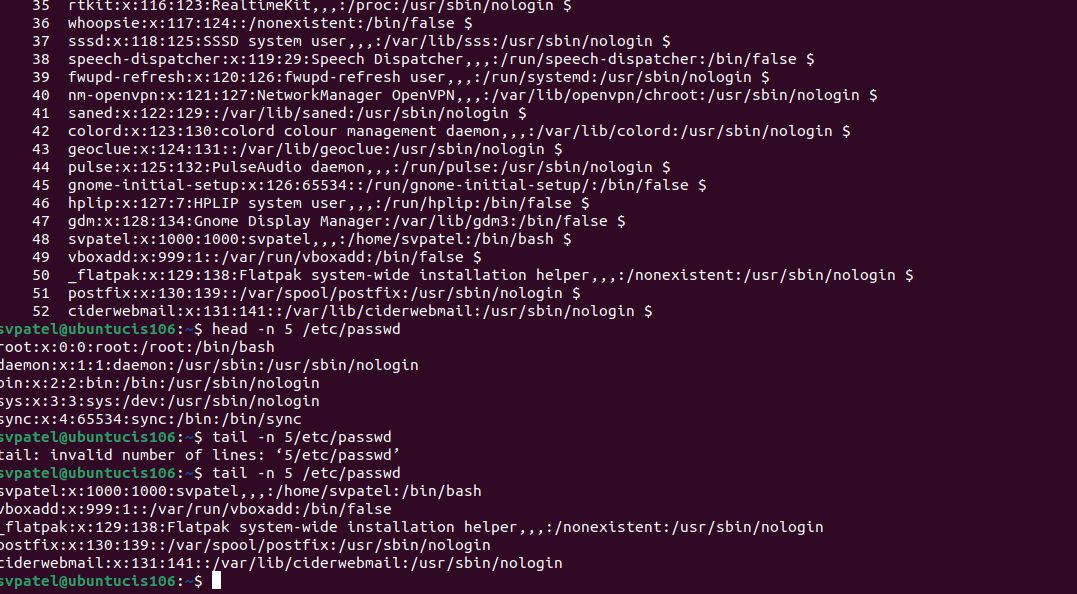 35 rtkit:x:116:123:RealtimeKit,,,:/proc:/usr/sbin/nologin $
36 whoopsie:x:117:124::/nonexistent:/bin/false $
37 sssd:x:118:125:SSSD system user,,,:/var/lib/sss:/usr/sbin/nologin $
38 speech-dispatcher:x:119:29:Speech Dispatcher,,,:/run/speech-dispatcher:/bin/false $
39 fwupd-refresh:x:120:126:fwupd-refresh user,,,:/run/systemd:/usr/sbin/nologin $
40 nm-openvpn:x:121:127:NetworkManager OpenVPN,,,:/var/lib/openvpn/chroot:/usr/sbin/nologin $
41 saned:x:122:129::/var/lib/saned:/usr/sbin/nologin $
42 colord:x:123:130:colord colour management daemon,,,:/var/lib/colord:/usr/sbin/nologin $
43 geoclue:x:124:131::/var/lib/geoclue:/usr/sbin/nologin $
44 pulse:x:125:132:PulseAudio daemon,,,:/run/pulse:/usr/sbin/nologin $
45 gnome-initial-setup:x:126:65534::/run/gnome-initial-setup/:/bin/false $
46 hplip:x:127:7:HPLIP system user,,,:/run/hplip:/bin/false $
47 gdm:x:128:134:Gnome Display Manager:/var/lib/gdm3:/bin/false $
48 svpatel:x:1000:1000:svpatel,,,:/home/svpatel:/bin/bash $
49 vboxadd:x:999:1::/var/run/vboxadd:/bin/false $
50 _flatpak:x:129:138:Flatpak system-wide installation helper,,,:/nonexistent:/usr/sbin/nologin $
51 postfix:x:130:139::/var/spool/postfix:/usr/sbin/nologin $
52 ciderwebmail:x:131:141::/var/lib/ciderwebmail:/usr/sbin/nologin $
svpatel@ubuntucis106:~$ head -n 5 /etc/passwd
root:x:0:0:root:/root:/bin/bash
daemon:x:1:1:daemon:/usr/sbin:/usr/sbin/nologin
bin:x:2:2:bin:/bin:/usr/sbin/nologin
sys:x:3:3:sys:/dev:/usr/sbin/nologin
sync:x:4:65534:sync:/bin:/bin/sync
svpatel@ubuntucis106:~$ tail -n 5/etc/passwd
tail: invalid number of lines: ‘5/etc/passwd’
svpatel@ubuntucis106:~$ tail -n 5 /etc/passwd
svpatel:x:1000:1000:svpatel,,,:/home/svpatel:/bin/bash
vboxadd:x:999:1::/var/run/vboxadd:/bin/false
_flatpak:x:129:138:Flatpak system-wide installation helper,,,:/nonexistent:/usr/sbin/nologin
postfix:x:130:139::/var/spool/postfix:/usr/sbin/nologin
ciderwebmail:x:131:141::/var/lib/ciderwebmail:/usr/sbin/nologin
svpatel@ubuntucis106:~$